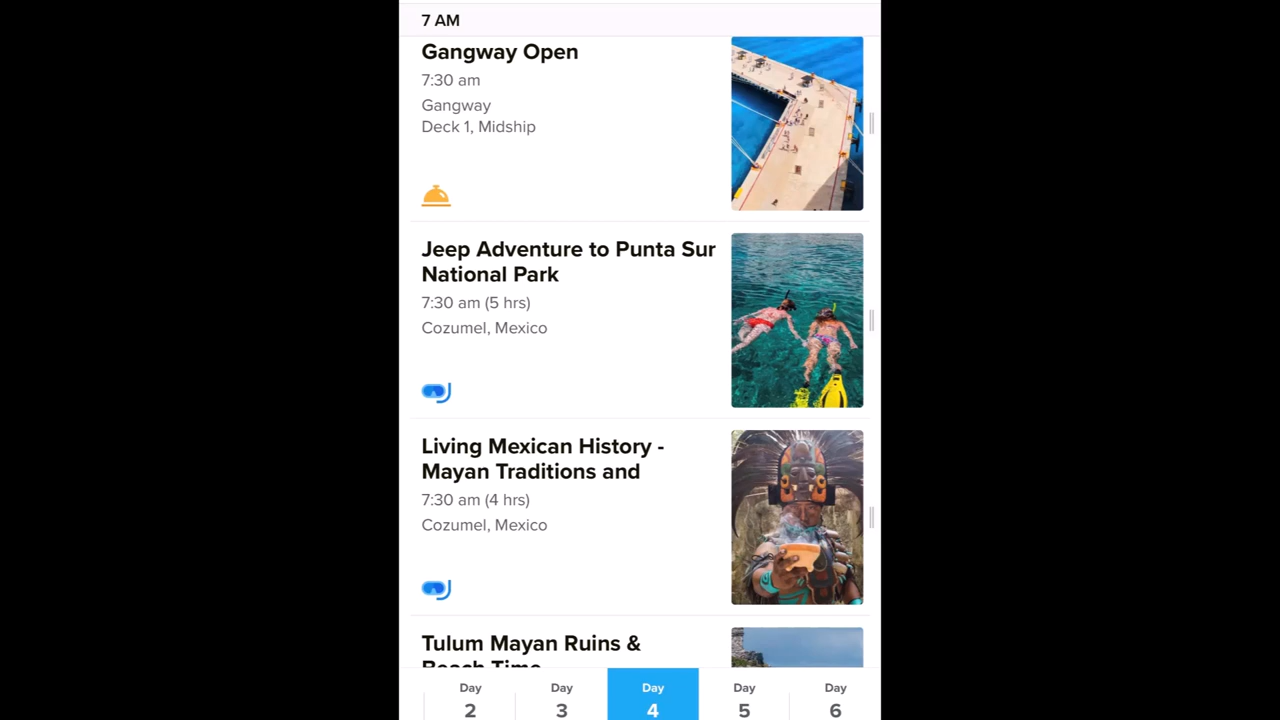 7 AM
Gangway Open
7:30 am
Gangway
Deck 1, Midship
Jeep Adventure to Punta Sur
National Park
7:30 am (5 hrs)
Cozumel, Mexico
Living Mexican History -
Mayan Traditions and
7:30 am (4 hrs)
Cozumel, Mexico
Tulum Mayan Ruins &
Beach Time
Day Day Day Day Day
2 3 4 5 6